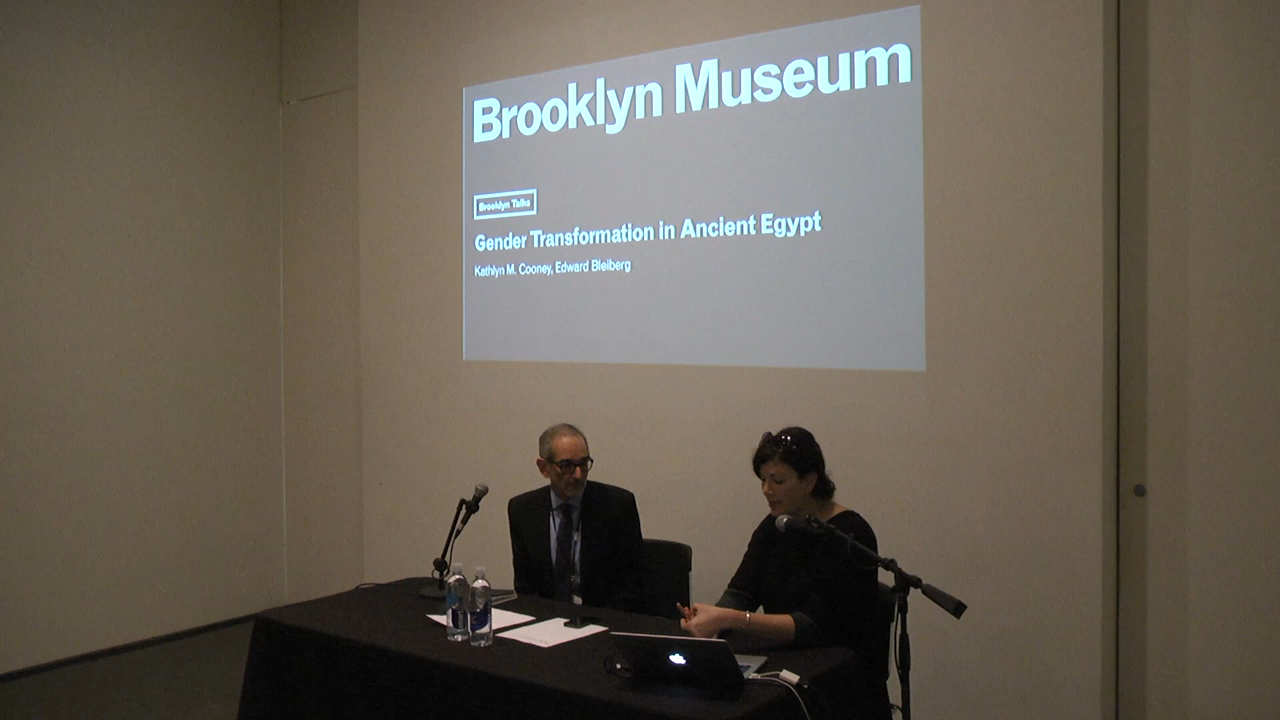 Brooklyn Museum
Brooklyn Talks
Gender Transformation in Ancient Egypt
Kathlyn M. Cooney, Edward Bleiberg